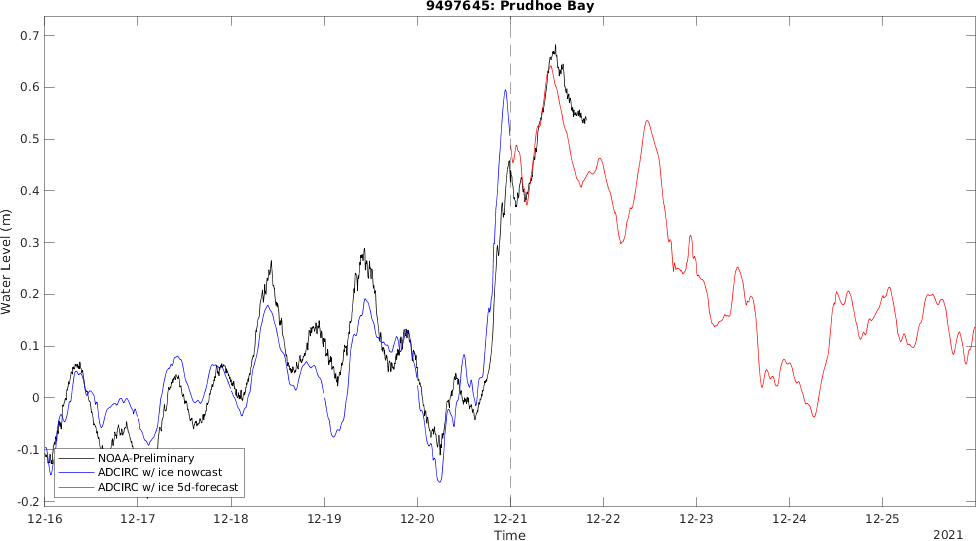 9497645: Prudhoe Bay
0.7
0.6
0.5
0.4
0.3
0.2
0.1
0
-0.1
-0.2
Water Level (m)
NOAA-Preliminary
ADCIRC w/ ice nowcast
ADCIRC w/ ice 5d-forecast
12-16 12-17 12-18 12-19 12-20 12-21 12-22 12-23 12-24 12-25
Time
2021